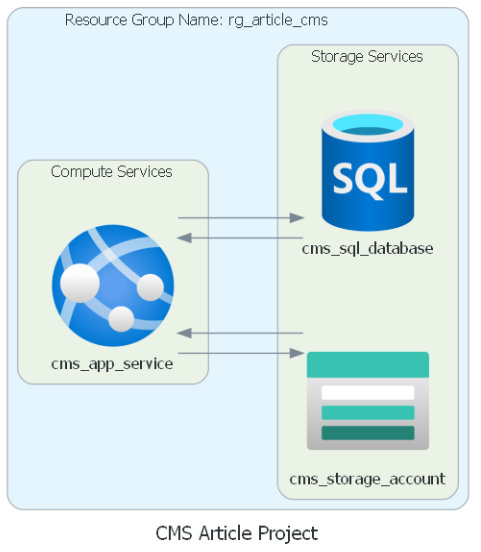 Resource Group Name: rg_article_cms
Storage Services
SQL
cms_sql_database
Compute Services
cms_app_service
cms_storage_account
CMS Article Project